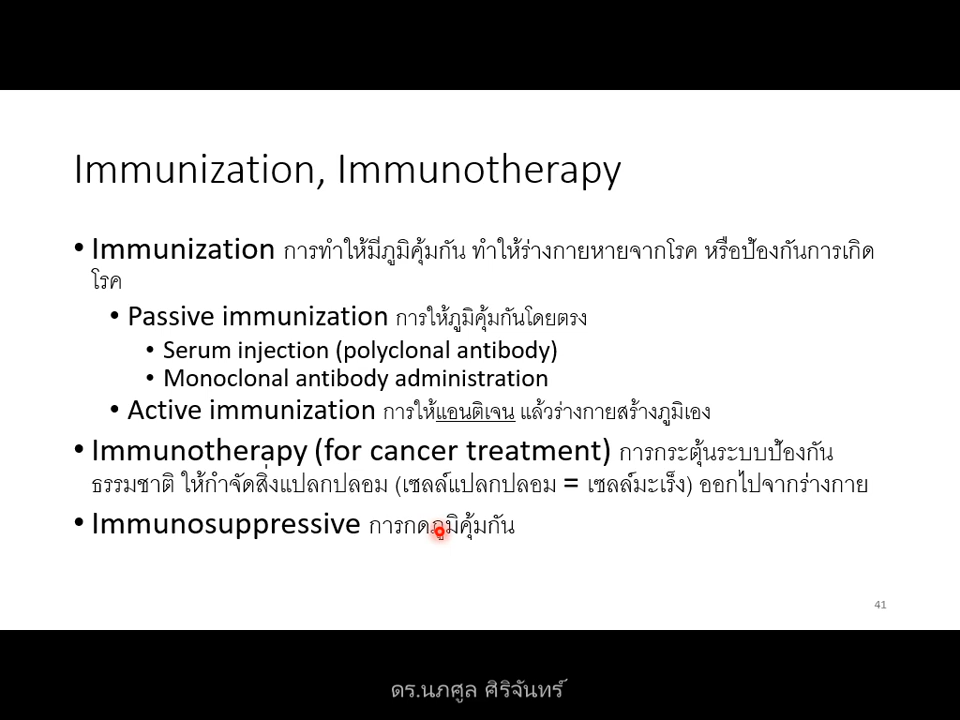 Immunization, Immunotherapy
• Immunization การทำให้มีภูมิคุ้มกัน ทำให้ร่างกายหายจากโรค หรือป้องกันการเกิด
โรค
• Passive immunization การให้ภูมิคุ้มกันโดยตรง
• Serum injection (polyclonal antibody)
• Monoclonal antibody administration
• Active immunization การให้แอนติเจน แล้วร่างกายสร้างภูมิเอง
• Immunotherapy (for cancer treatment) การกระตุ้นระบบป้องกัน
ธรรมชาติ ให้กำจัดสิ่งแปลกปลอม (เซลล์แปลกปลอม = เซลล์มะเร็ง) ออกไปจากร่างกาย
• Immunosuppressive การกดภูมิคุ้มกัน
41
ดร.นภศูล ศิริจันทร์